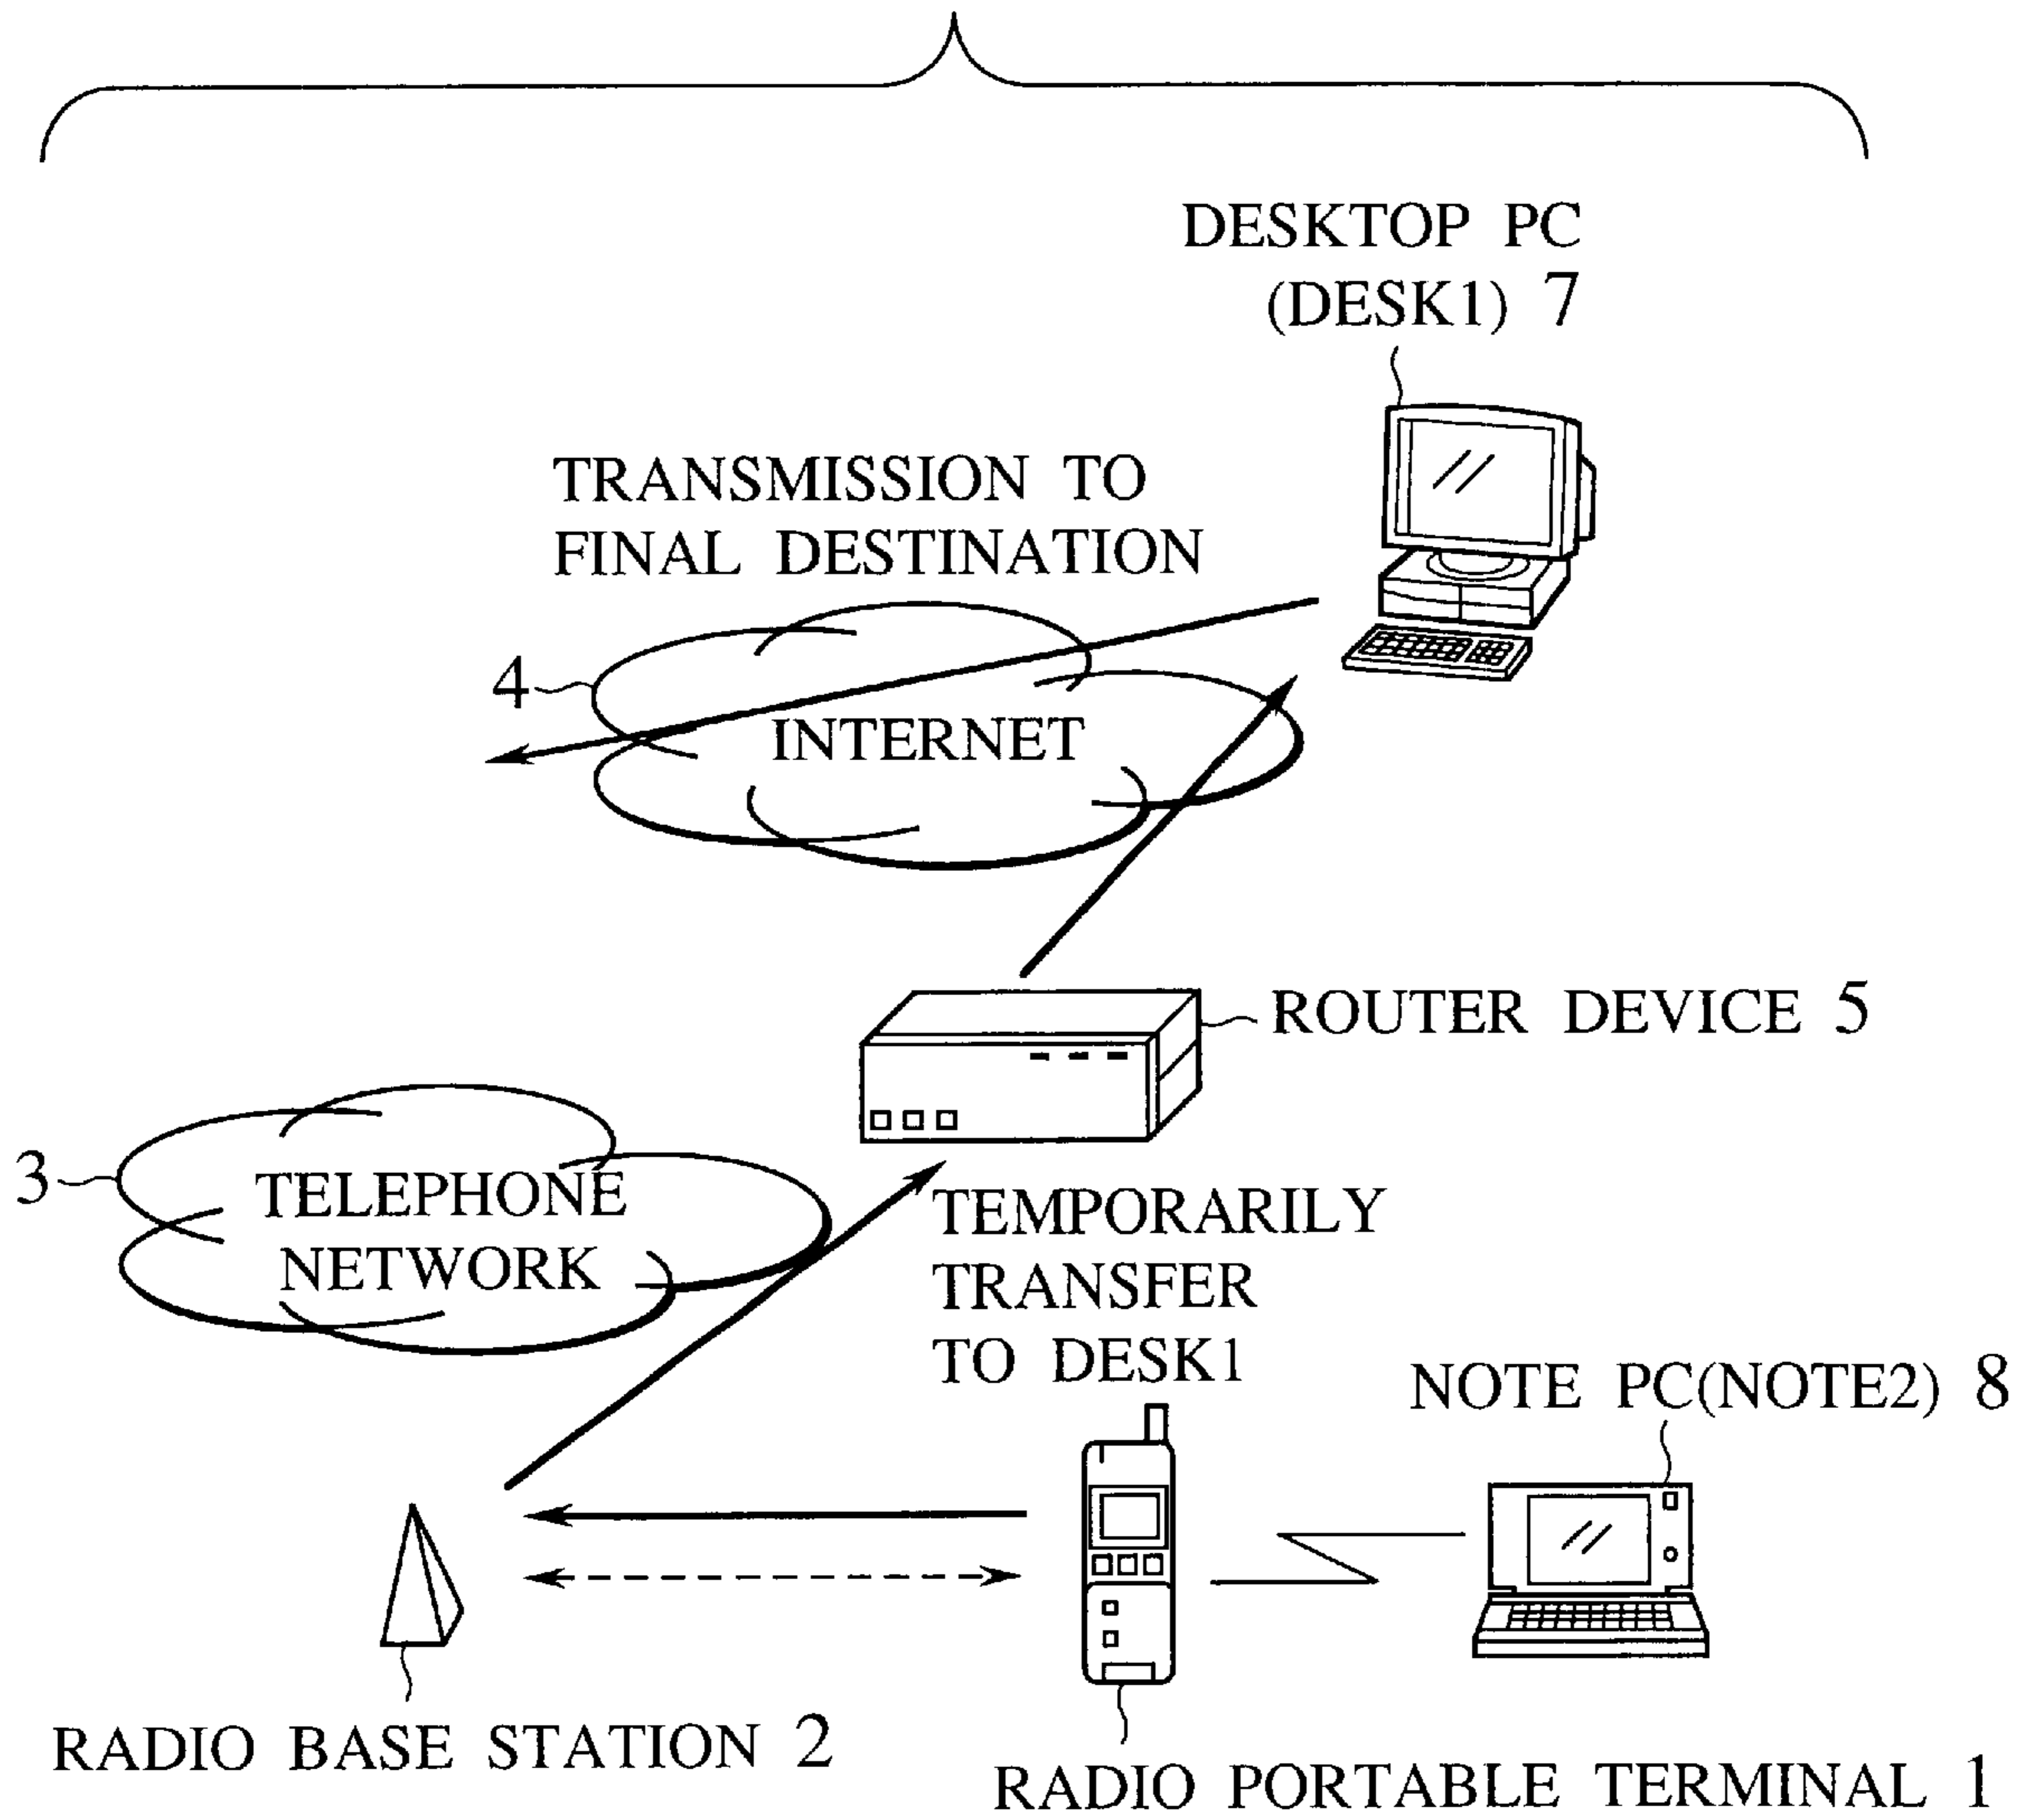 DESKTOP PC
(DESK1) 7
TRANSMISSION TO
FINAL DESTINATION
4
INTERNET
ROUTER DEVICE 5
3
TELEPHONE
NETWORK
TEMPORARILY
TRANSFER
TO DESK1
NOTE PC(NOTE2) 8
RADIO BASE STATION 2
RADIO PORTABLE TERMINAL 1